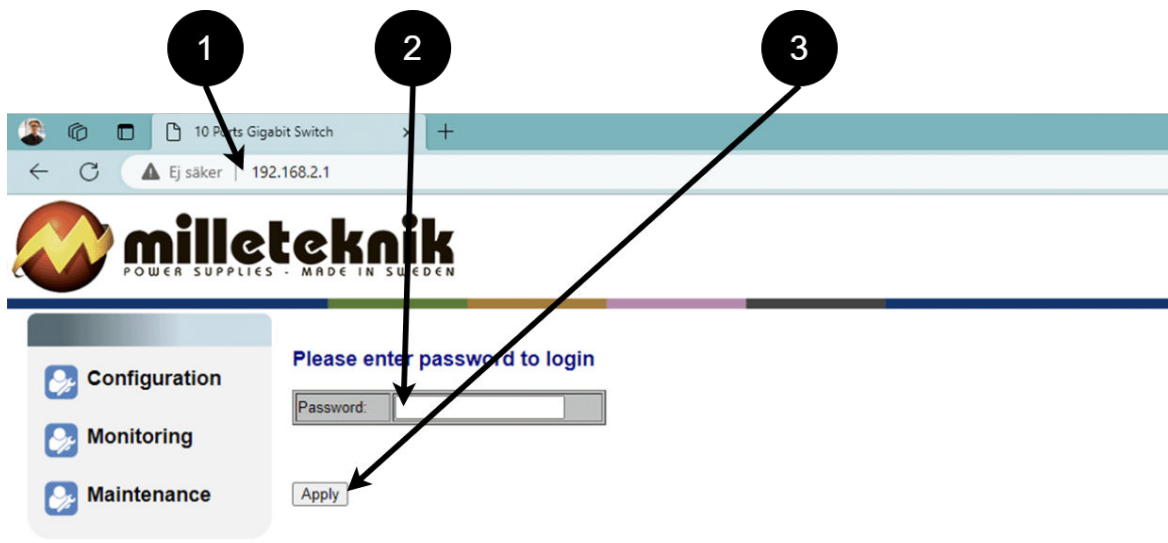 1 2 3
10 Ports Gigabit Switch
Ej säker 192.168.2.1
milleteknik
POWER SUPPLIES - MADE IN SWEDEN
Please enter password to login
Configuration
Password:
Monitoring
Maintenance
Apply